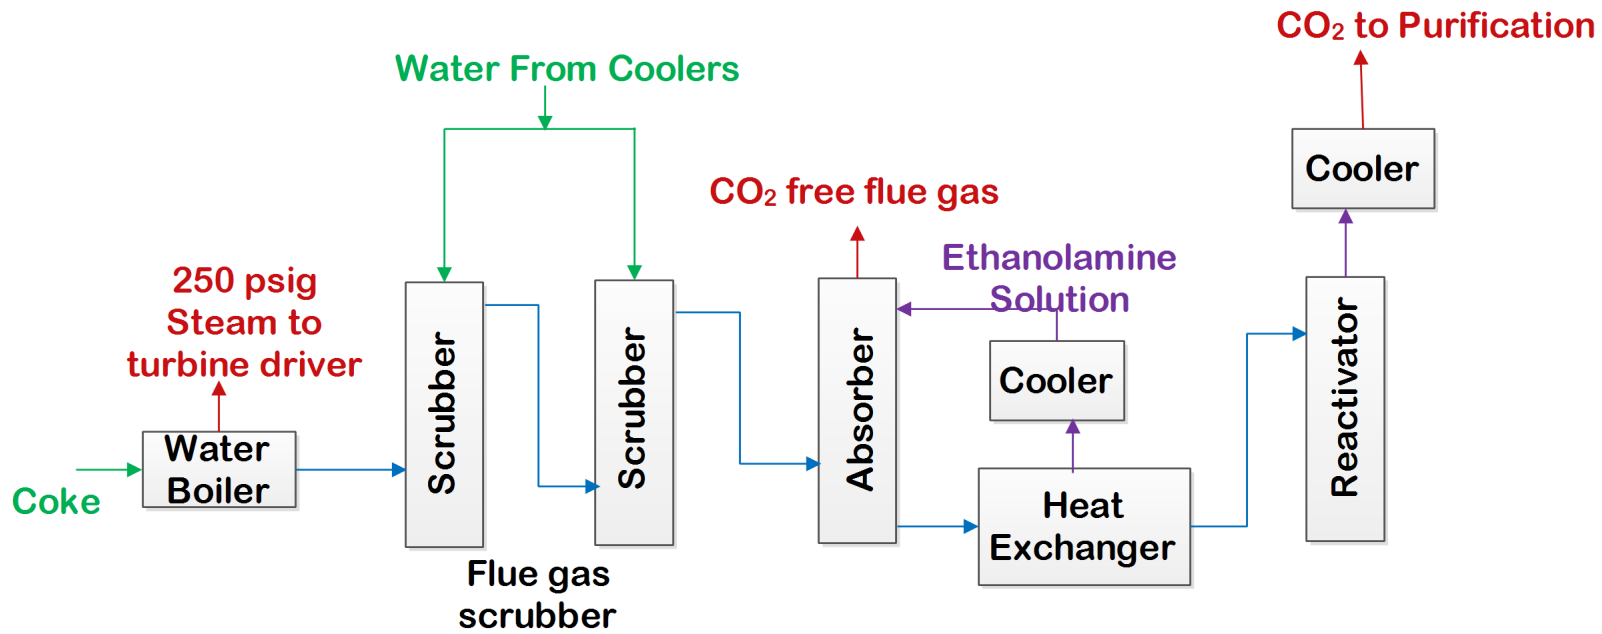 CO₂ to Purification
Water From Coolers
Cooler
CO₂ free flue gas
Ethanolamine
Solution
250 psig
Steam to
turbine driver
Scrubber
Scrubber
Absorber
Cooler
Reactivator
Water
Boiler
Coke
Heat
Exchanger
Flue gas
scrubber